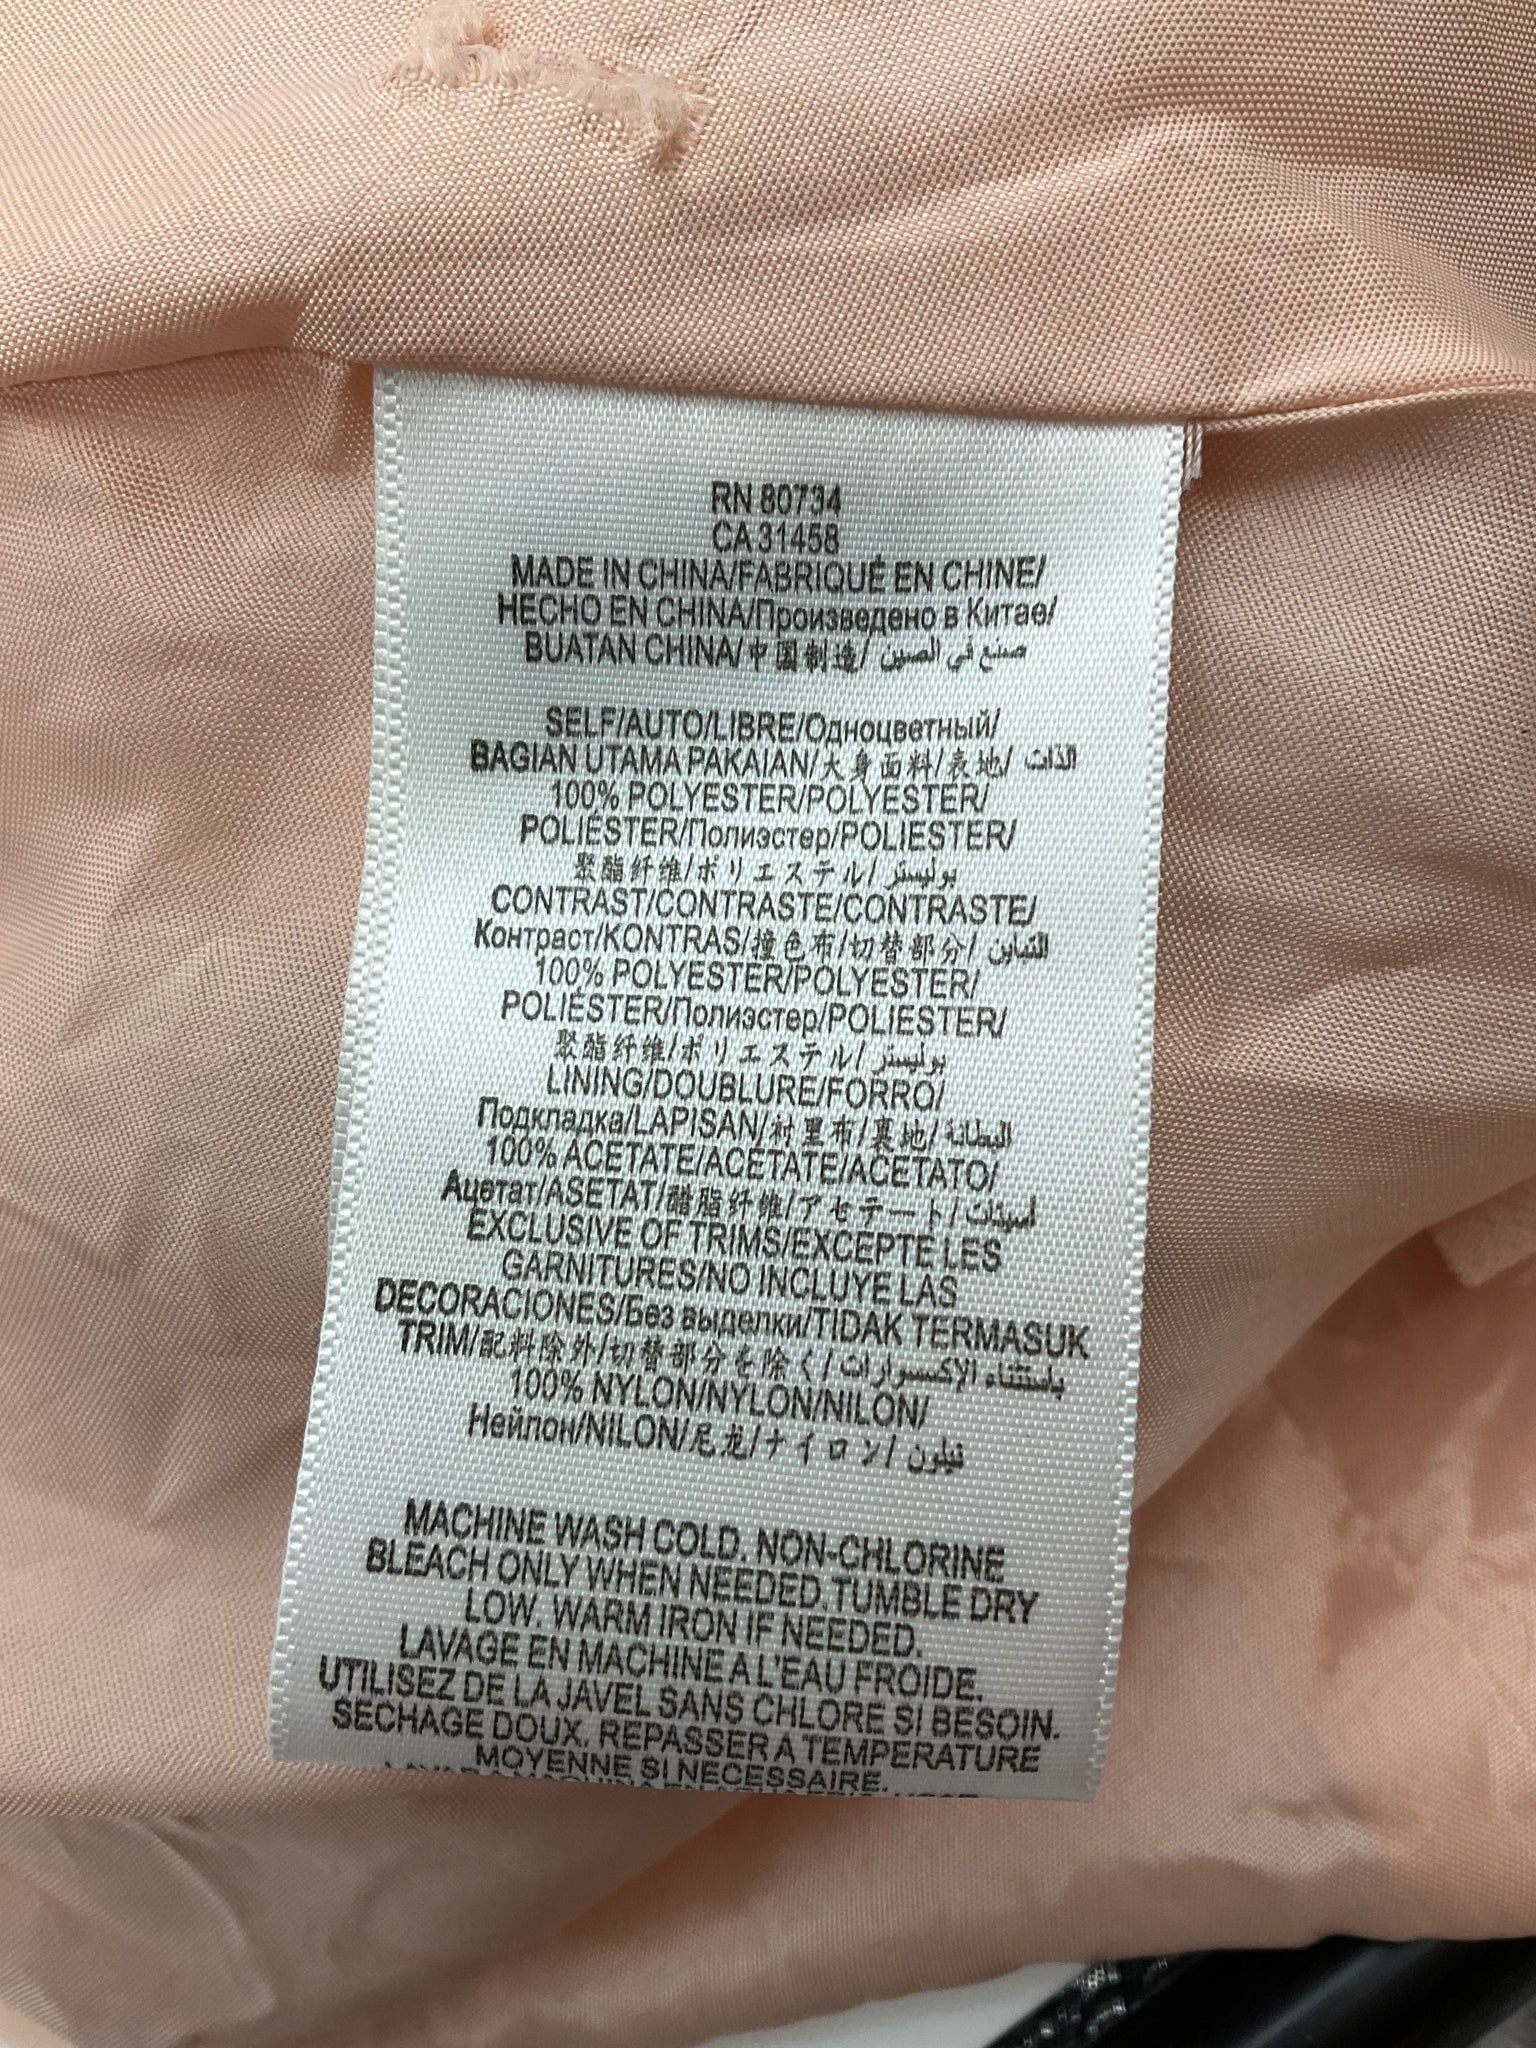 RN 80734
CA 31458
MADE IN CHINA/FABRIQUÉ EN CHINE/
HECHO EN CHINA/Произведено в Китае/
BUATAN CHINA/中国制造/ صنع في الصين
SELF/AUTO/LIBRE/Одноцветный/
BAGIAN UTAMA PAKAIAN/大身面料/表地/ الذات
100% POLYESTER/POLYESTER/
POLIÉSTER/Полиэстер/POLIESTER/
聚酯纤维/ポリエステル/ بوليستر
CONTRAST/CONTRASTE/CONTRASTE/
Контраст/KONTRAS/撞色布/切替部分/ التباين
100% POLYESTER/POLYESTER/
POLIÉSTER/Полиэстер/POLIESTER/
聚酯纤维/ポリエステル/ بوليستر
LINING/DOUBLURE/FORRO/
Подкладка/LAPISAN/衬里布/裏地/ البطانة
100% ACETATE/ACETATE/ACETATO/
Ацетат/ASETAT/醋脂纤维/アセテート/ أسيتات
EXCLUSIVE OF TRIMS/EXCEPTE LES
GARNITURES/NO INCLUYE LAS
DECORACIONES/Без выделки/TIDAK TERMASUK
TRIM/配料除外/切替部分を除く/ باستثناء الإكسسوارات
100% NYLON/NYLON/NILON/
Нейлон/NILON/尼龙/ナイロン/ نيلون
MACHINE WASH COLD. NON-CHLORINE
BLEACH ONLY WHEN NEEDED.TUMBLE DRY
LOW. WARM IRON IF NEEDED.
LAVAGE EN MACHINE A L'EAU FROIDE.
UTILISEZ DE LA JAVEL SANS CHLORE SI BESOIN.
SECHAGE DOUX. REPASSER A TEMPERATURE
MOYENNE SI NECESSAIRE.